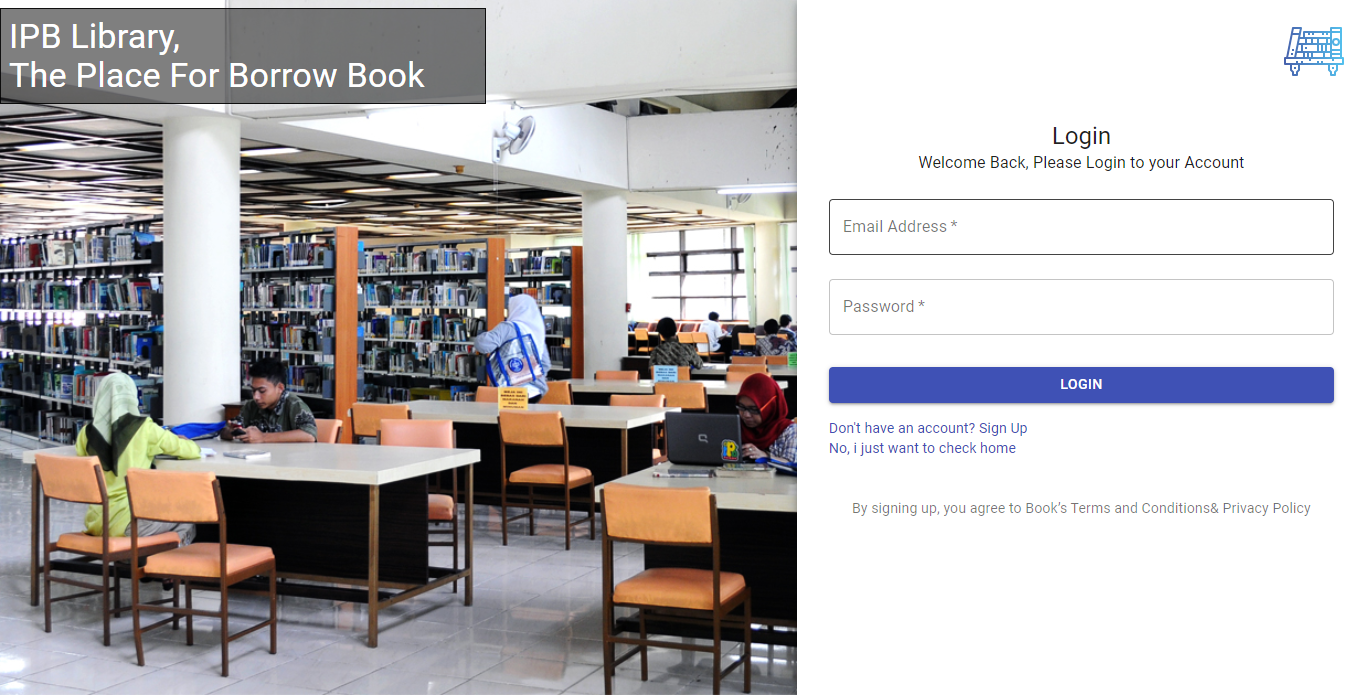 IPB Library,
The Place For Borrow Book
Login
Welcome Back, Please Login to your Account
Email Address *
Password *
LOGIN
Don't have an account? Sign Up
No, i just want to check home
By signing up, you agree to Book’s Terms and Conditions& Privacy Policy